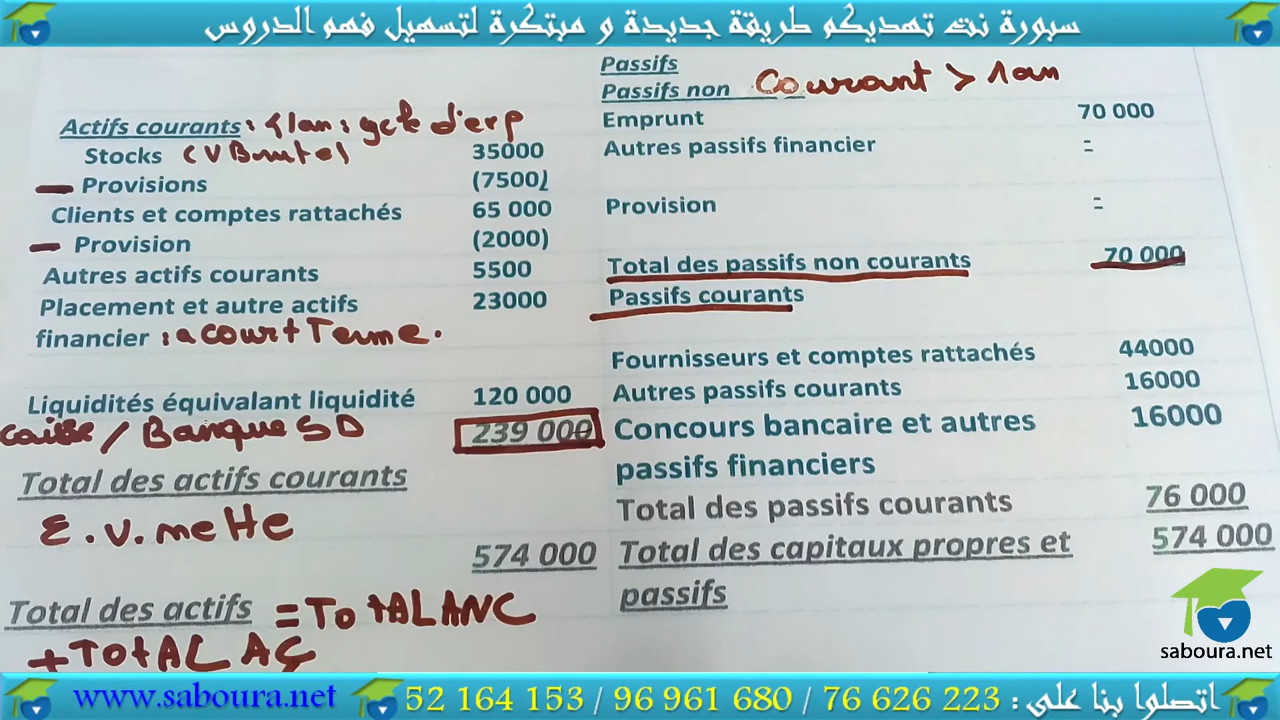 سبورة نت تهديكم طريقة جديدة و مبتكرة لتسهيل فهم الدروس
Actifs courants : < 1an : gcle d'erp
Stocks (V Brute) 35000
— Provisions (7500)
Clients et comptes rattachés 65 000
— Provision (2000)
Autres actifs courants 5500
Placement et autre actifs 23000
financier : a court Terme.
Liquidités équivalant liquidité 120 000
caisse / Banque SD 239 000
Total des actifs courants
Σ . v. nette
574 000
Total des actifs = TotAL ANC
+ TotAL AC
Passifs
Passifs non Courant > 1an
Emprunt 70 000
Autres passifs financier -
Provision -
Total des passifs non courants 70 000
Passifs courants
Fournisseurs et comptes rattachés 44000
Autres passifs courants 16000
Concours bancaire et autres 16000
passifs financiers
Total des passifs courants 76 000
Total des capitaux propres et 574 000
passifs
saboura.net
www.saboura.net 52 164 153 / 96 961 680 / 76 626 223 : اتصلوا بنا على